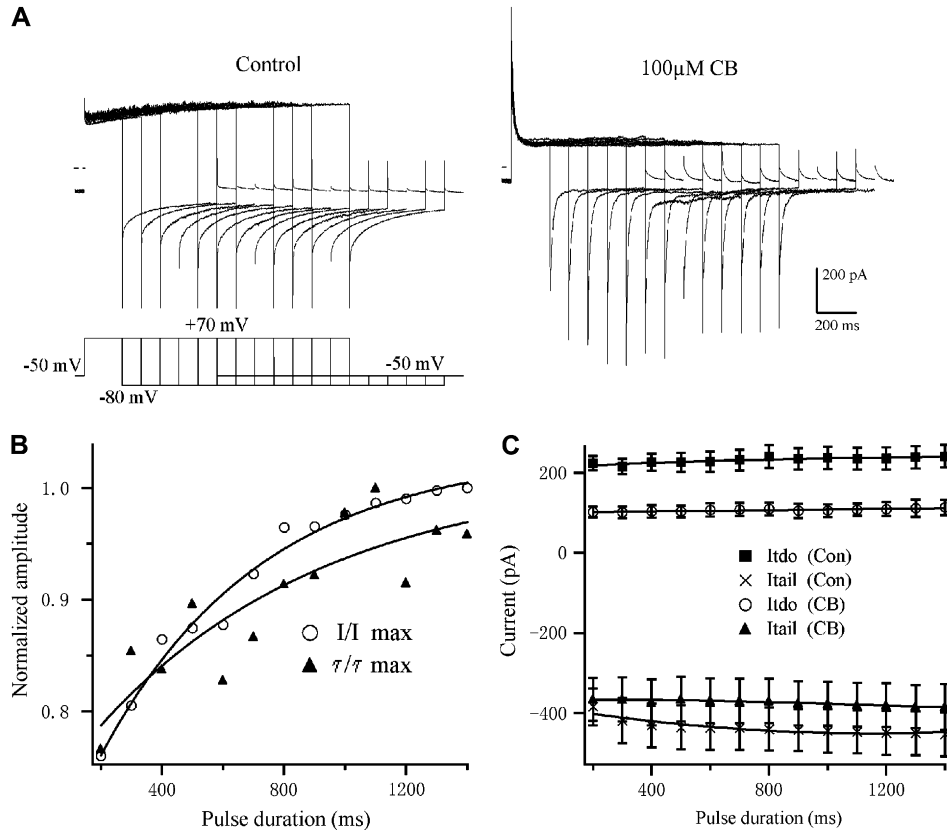 A
Control
100μM CB
200 pA
200 ms
+70 mV
-50 mV
-50 mV
-80 mV
B
Normalized amplitude
1.0
0.9
0.8
I/I max
τ/τ max
400
800
1200
Pulse duration (ms)
C
Current (pA)
200
0
-200
-400
Itdo (Con)
Itail (Con)
Itdo (CB)
Itail (CB)
400
800
1200
Pulse duration (ms)